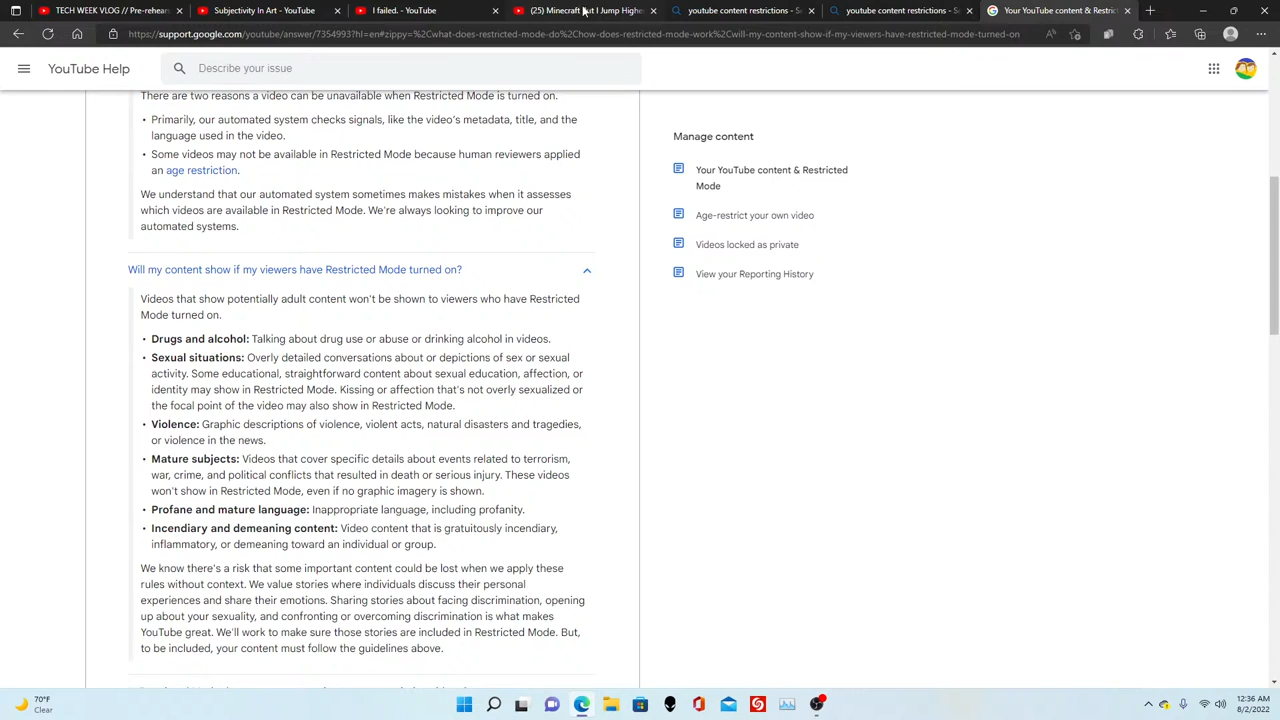 TECH WEEK VLOG // Pre-rehear
Subjectivity In Art - YouTube
I failed. - YouTube
(25) Minecraft But I Jump Higher
youtube content restrictions - S
youtube content restrictions - S
Your YouTube content & Restric
https://support.google.com/youtube/answer/7354993?hl=en#zippy=%2Cwhat-does-restricted-mode-do%2Chow-does-restricted-mode-work%2Cwill-my-content-show-if-my-viewers-have-restricted-mode-turned-on
YouTube Help
Describe your issue
There are two reasons a video can be unavailable when Restricted Mode is turned on.
• Primarily, our automated system checks signals, like the video's metadata, title, and the
language used in the video.
• Some videos may not be available in Restricted Mode because human reviewers applied
an age restriction.
We understand that our automated system sometimes makes mistakes when it assesses
which videos are available in Restricted Mode. We're always looking to improve our
automated systems.
Will my content show if my viewers have Restricted Mode turned on?
Videos that show potentially adult content won't be shown to viewers who have Restricted
Mode turned on.
• Drugs and alcohol: Talking about drug use or abuse or drinking alcohol in videos.
• Sexual situations: Overly detailed conversations about or depictions of sex or sexual
activity. Some educational, straightforward content about sexual education, affection, or
identity may show in Restricted Mode. Kissing or affection that's not overly sexualized or
the focal point of the video may also show in Restricted Mode.
• Violence: Graphic descriptions of violence, violent acts, natural disasters and tragedies,
or violence in the news.
• Mature subjects: Videos that cover specific details about events related to terrorism,
war, crime, and political conflicts that resulted in death or serious injury. These videos
won't show in Restricted Mode, even if no graphic imagery is shown.
• Profane and mature language: Inappropriate language, including profanity.
• Incendiary and demeaning content: Video content that is gratuitously incendiary,
inflammatory, or demeaning toward an individual or group.
We know there's a risk that some important content could be lost when we apply these
rules without context. We value stories where individuals discuss their personal
experiences and share their emotions. Sharing stories about facing discrimination, opening
up about your sexuality, and confronting or overcoming discrimination is what makes
YouTube great. We'll work to make sure those stories are included in Restricted Mode. But,
to be included, your content must follow the guidelines above.
Manage content
Your YouTube content & Restricted
Mode
Age-restrict your own video
Videos locked as private
View your Reporting History
70°F
Clear
12:36 AM
8/2/2022